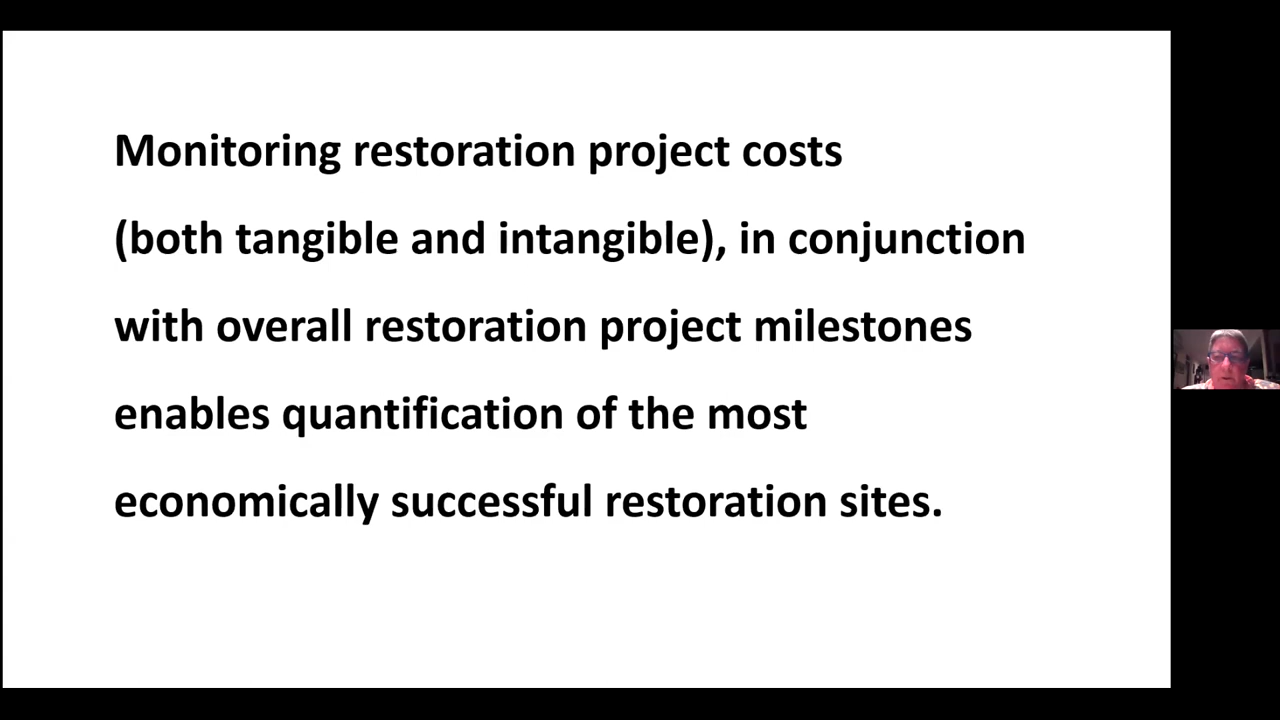 Monitoring restoration project costs
(both tangible and intangible), in conjunction
with overall restoration project milestones
enables quantification of the most
economically successful restoration sites.